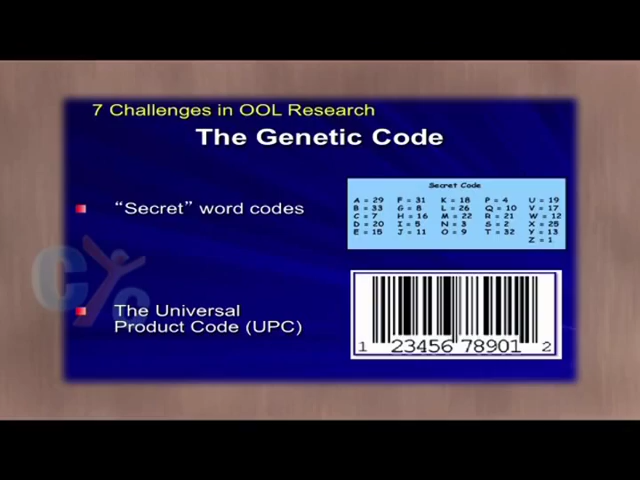 7 Challenges in OOL Research
The Genetic Code
"Secret" word codes
Secret Code
A = 29 F = 31 K = 18 P = 4 U = 19
B = 33 G = 8 L = 26 Q = 10 V = 17
C = 7 H = 16 M = 22 R = 21 W = 12
D = 20 I = 5 N = 3 S = 2 X = 25
E = 15 J = 11 O = 9 T = 32 Y = 13
Z = 1
The Universal
Product Code (UPC)
1 23456 78901 2